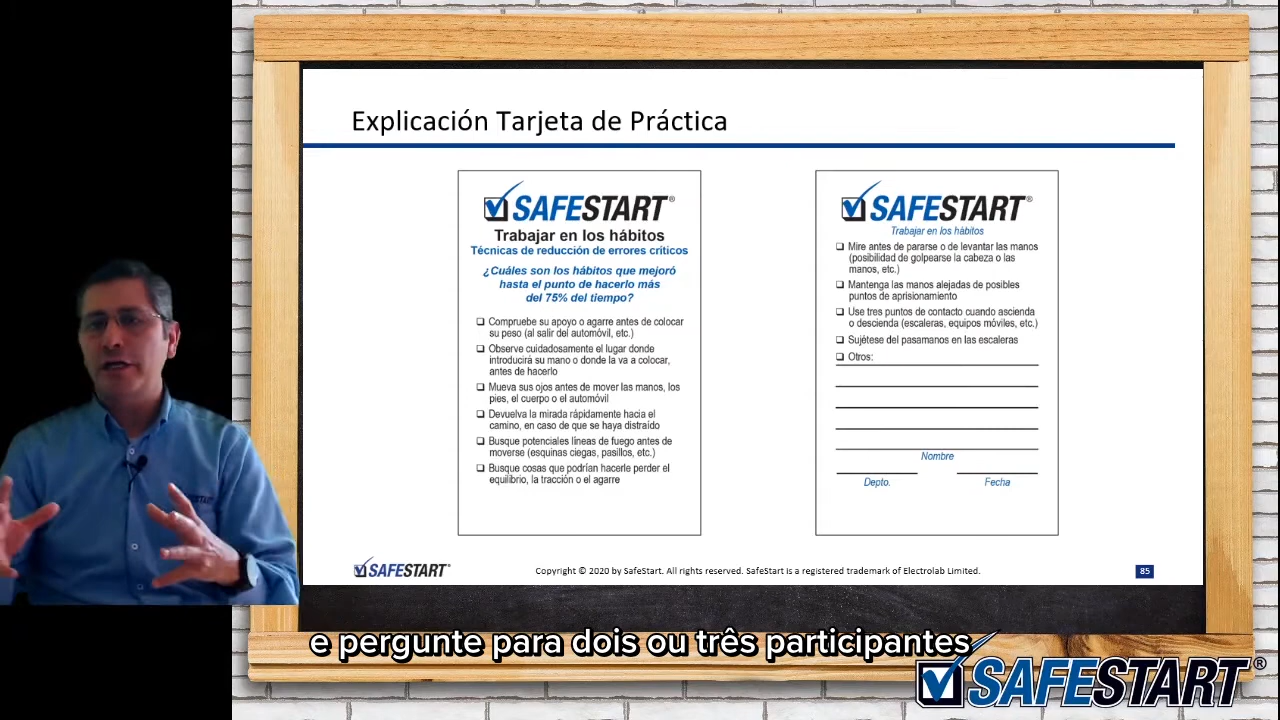 Explicación Tarjeta de Práctica
SAFESTART®
Trabajar en los hábitos
Técnicas de reducción de errores críticos
¿Cuáles son los hábitos que mejoró
hasta el punto de hacerlo más
del 75% del tiempo?
Compruebe su apoyo o agarre antes de colocar
su peso (al salir del automóvil, etc.)
Observe cuidadosamente el lugar donde
introducirá su mano o donde la va a colocar,
antes de hacerlo
Mueva sus ojos antes de mover las manos, los
pies, el cuerpo o el automóvil
Devuelva la mirada rápidamente hacia el
camino, en caso de que se haya distraído
Busque potenciales líneas de fuego antes de
moverse (esquinas ciegas, pasillos, etc.)
Busque cosas que podrían hacerle perder el
equilibrio, la tracción o el agarre
SAFESTART®
Trabajar en los hábitos
Mire antes de pararse o de levantar las manos
(posibilidad de golpearse la cabeza o las
manos, etc.)
Mantenga las manos alejadas de posibles
puntos de aprisionamiento
Use tres puntos de contacto cuando ascienda
o descienda (escaleras, equipos móviles, etc.)
Sujétese del pasamanos en las escaleras
Otros:
Nombre
Depto. Fecha
SAFESTART
Copyright © 2020 by SafeStart. All rights reserved. SafeStart is a registered trademark of Electrolab Limited.
85
e pergunte para dois ou três participantes
SAFESTART®